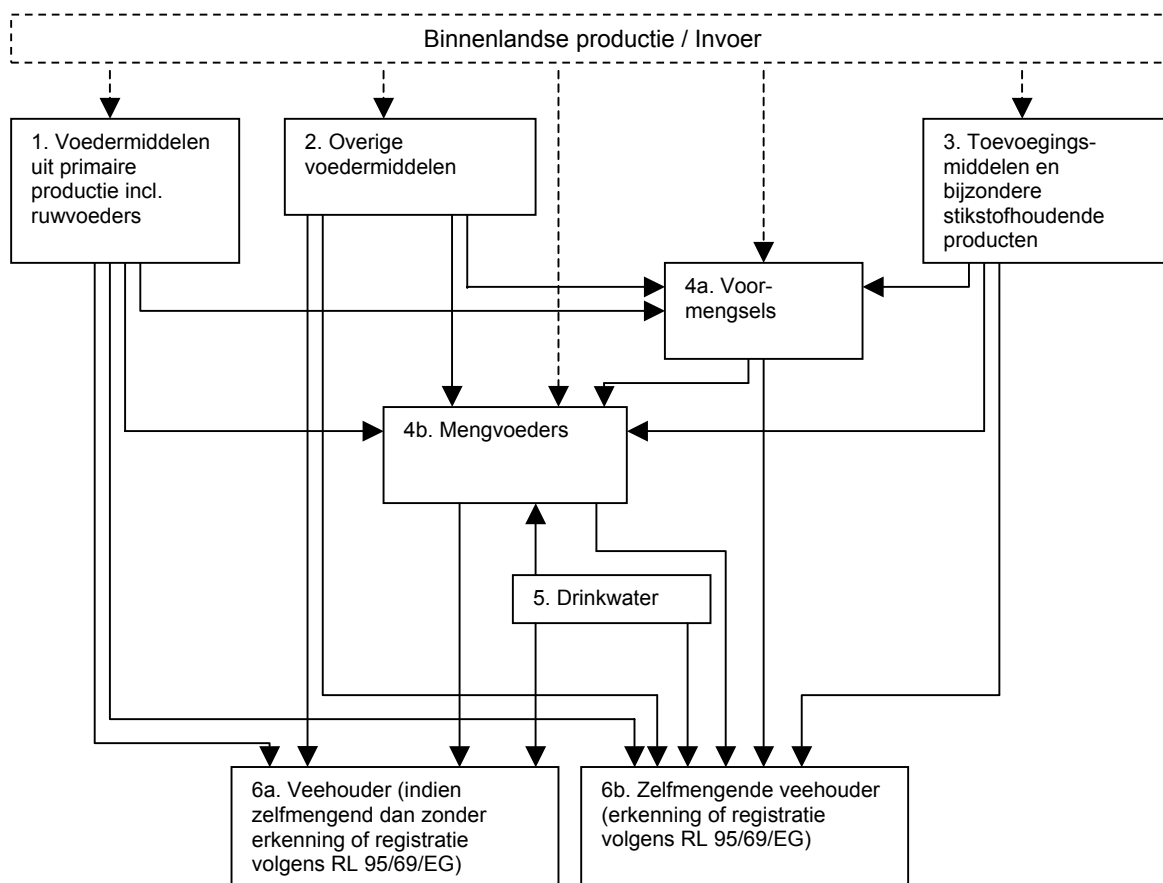 Binnenlandse productie / Invoer
1. Voedermiddelen
uit primaire
productie incl.
ruwvoeders
2. Overige
voedermiddelen
3. Toevoegings-
middelen en
bijzondere
stikstofhoudende
producten
4a. Voor-
mengsels
4b. Mengvoeders
5. Drinkwater
6a. Veehouder (indien
zelfmengend dan zonder
erkenning of registratie
volgens RL 95/69/EG)
6b. Zelfmengende veehouder
(erkenning of registratie
volgens RL 95/69/EG)